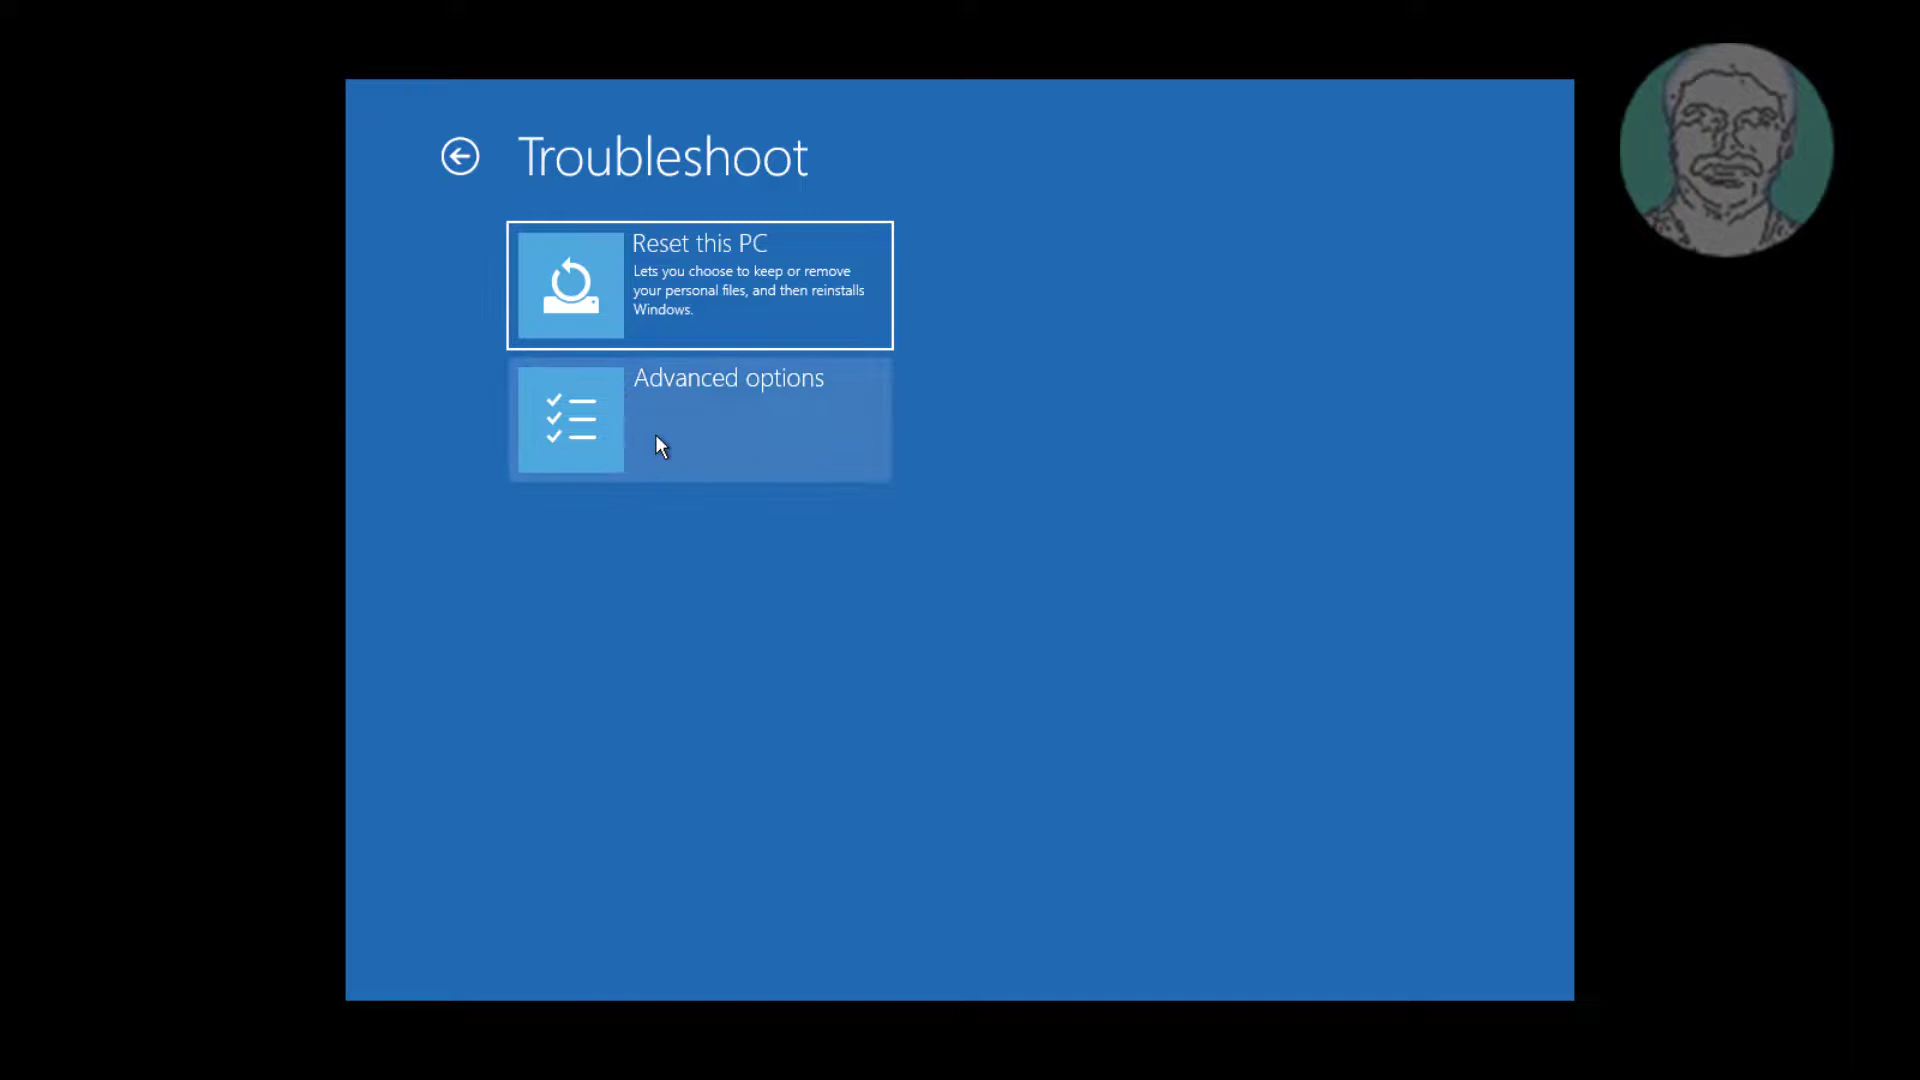 Troubleshoot
Reset this PC
Lets you choose to keep or remove
your personal files, and then reinstalls
Windows.
Advanced options